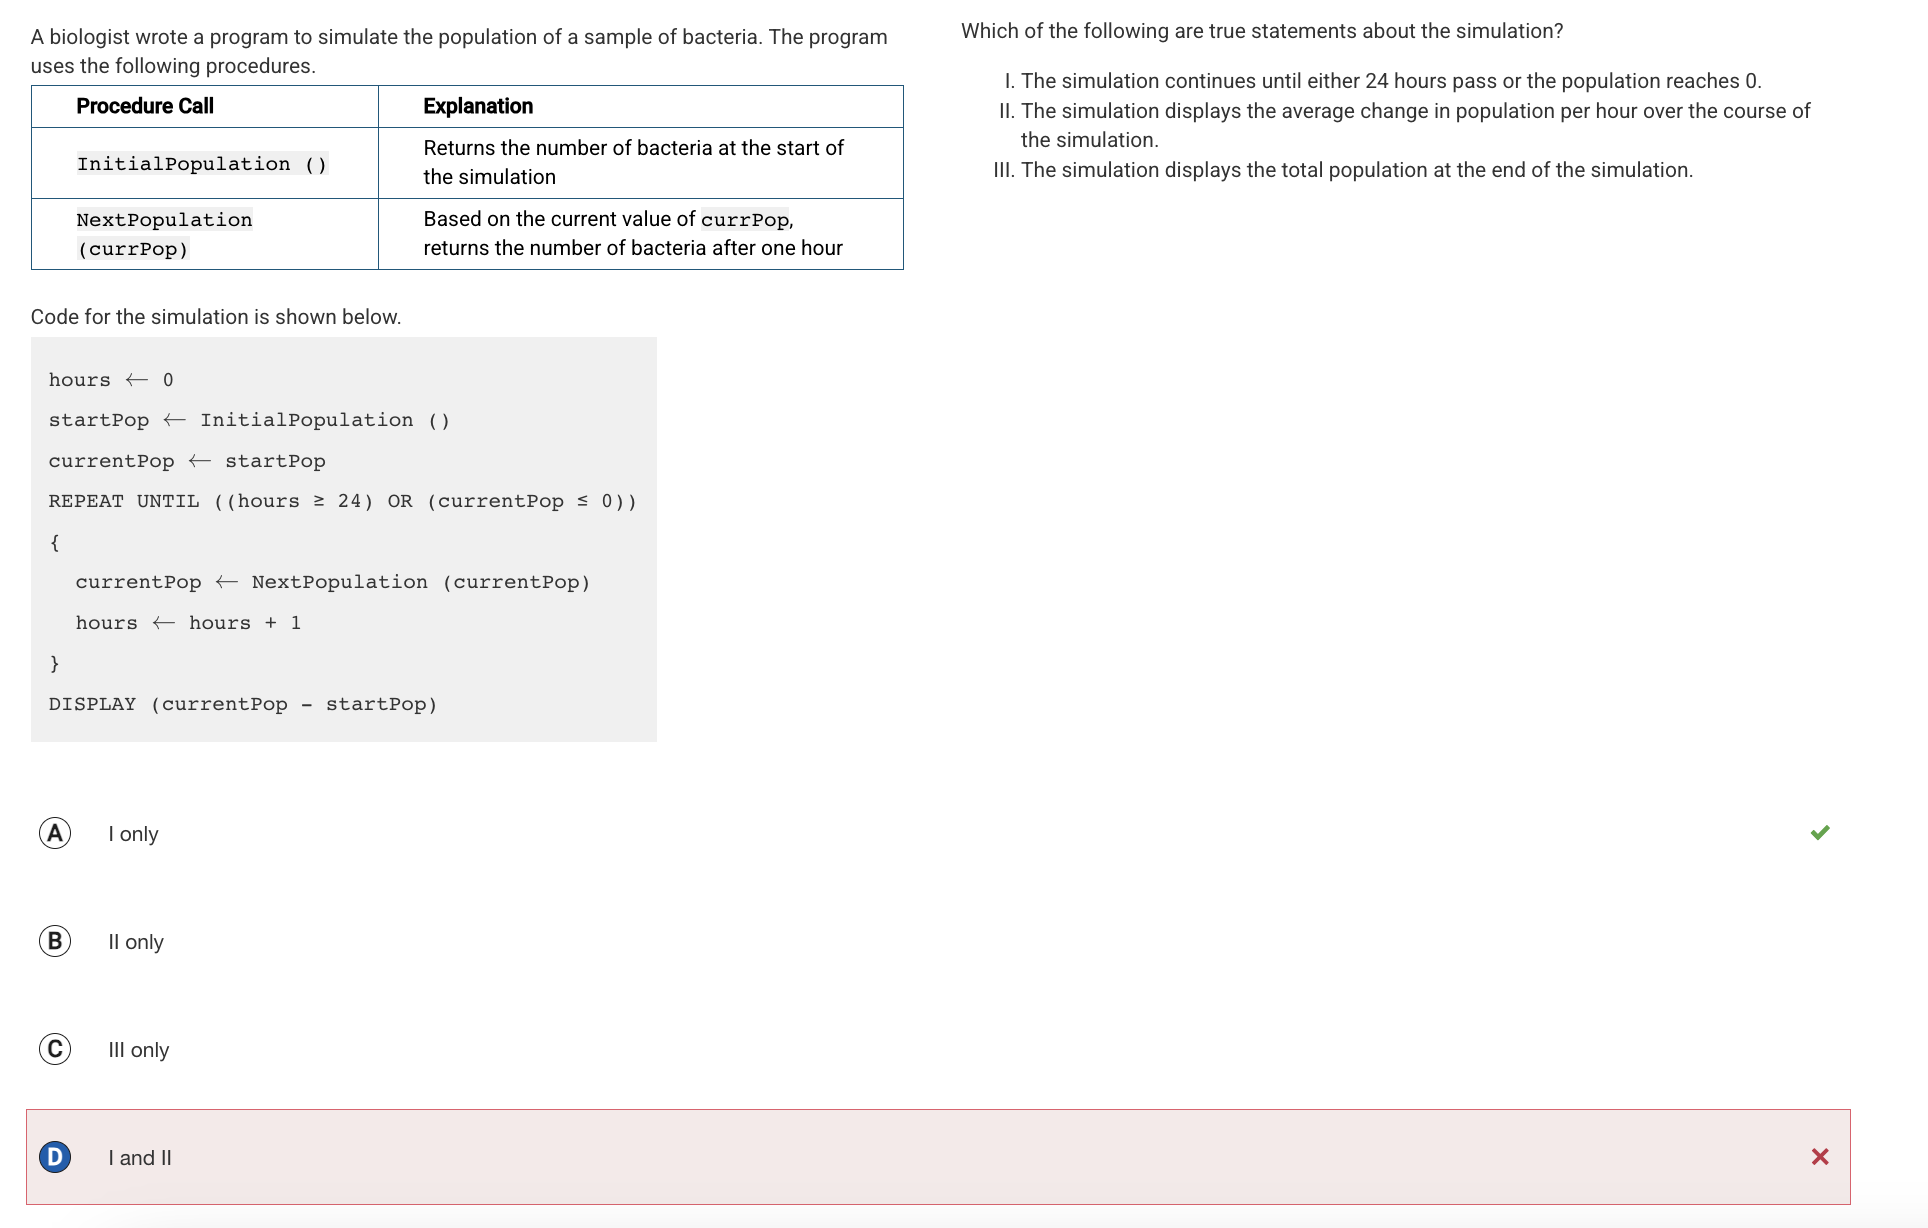 A biologist wrote a program to simulate the population of a sample of bacteria. The program
uses the following procedures.
Procedure Call
Explanation
InitialPopulation ()
Returns the number of bacteria at the start of
the simulation
NextPopulation
(currPop)
Based on the current value of currPop,
returns the number of bacteria after one hour
Code for the simulation is shown below.
hours ← 0
startPop ← InitialPopulation ()
currentPop ← startPop
REPEAT UNTIL ((hours ≥ 24) OR (currentPop ≤ 0))
{
currentPop ← NextPopulation (currentPop)
hours ← hours + 1
}
DISPLAY (currentPop - startPop)
Which of the following are true statements about the simulation?
I. The simulation continues until either 24 hours pass or the population reaches 0.
II. The simulation displays the average change in population per hour over the course of
the simulation.
III. The simulation displays the total population at the end of the simulation.
A I only
B II only
C III only
D I and II